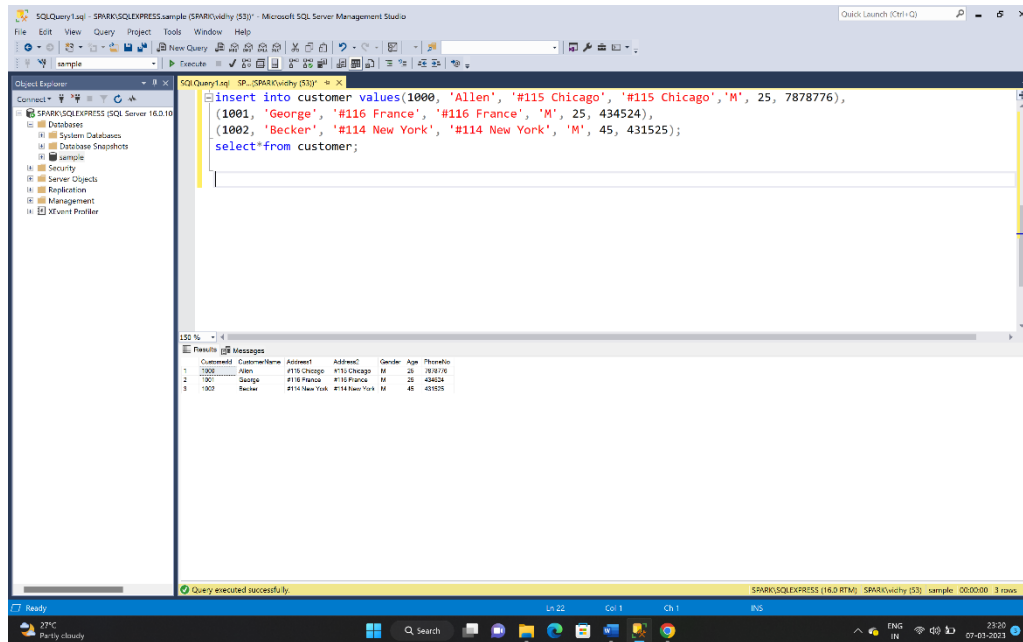 SQLQuery1.sql - SPARK\SQLEXPRESS.sample (SPARK\vidhy (53))* - Microsoft SQL Server Management Studio
Quick Launch (Ctrl+Q)
File Edit View Query Project Tools Window Help
New Query
sample
Execute
Object Explorer
SQLQuery1.sql SP...(SPARK\vidhy (53))*
Connect
SPARK\SQLEXPRESS (SQL Server 16.0.10
Databases
System Databases
Database Snapshots
sample
Security
Server Objects
Replication
Management
XEvent Profiler
insert into customer values(1000, 'Allen', '#115 Chicago', '#115 Chicago','M', 25, 7878776),
(1001, 'George', '#116 France', '#116 France', 'M', 25, 434524),
(1002, 'Becker', '#114 New York', '#114 New York', 'M', 45, 431525);
select*from customer;
150 %
Results Messages
CustomerId CustomerName Address1 Address2 Gender Age PhoneNo
1 1000 Allen #115 Chicago #115 Chicago M 25 7878776
2 1001 George #116 France #116 France M 25 434524
3 1002 Becker #114 New York #114 New York M 45 431525
Query executed successfully.
SPARK\SQLEXPRESS (16.0 RTM) SPARK\vidhy (53) sample 00:00:00 3 rows
Ready Ln 22 Col 1 Ch 1 INS
27°C
Partly cloudy
Search
ENG
IN
23:20
07-03-2023